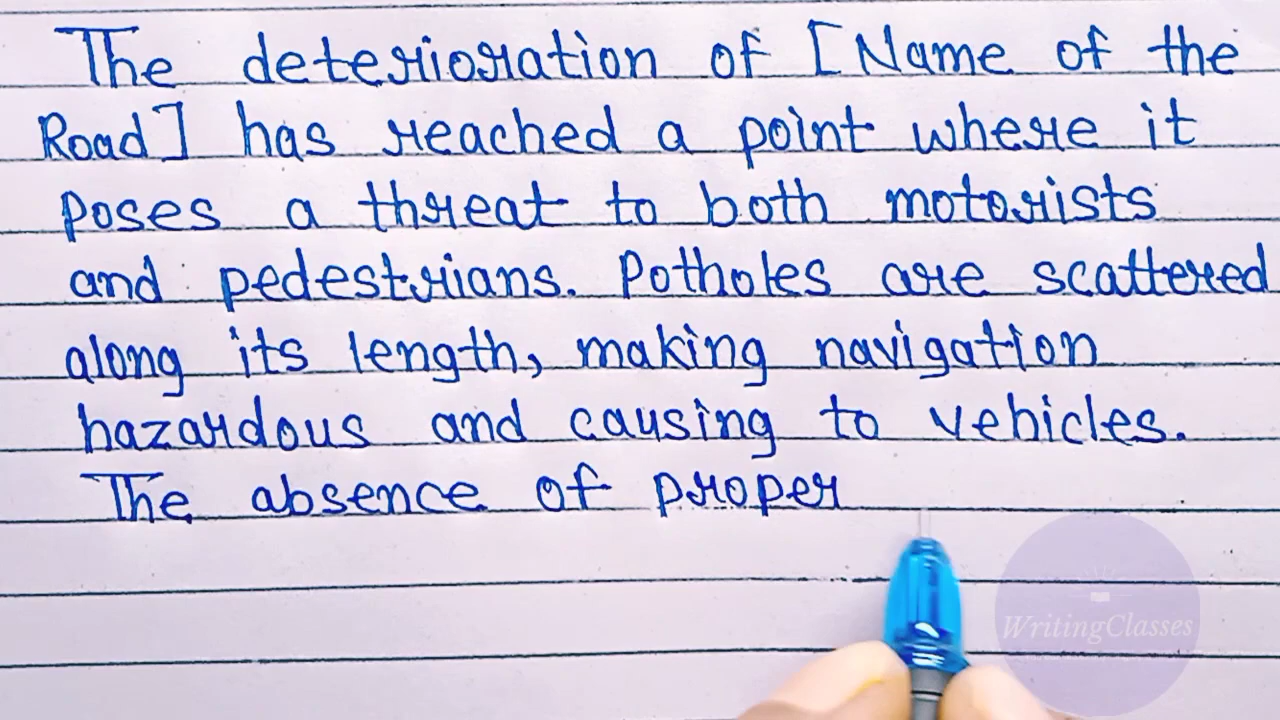 The deterioration of [Name of the
Road] has reached a point where it
poses a threat to both motorists
and pedestrians. Potholes are scattered
along its length, making navigation
hazardous and causing to vehicles.
The absence of proper
WritingClasses